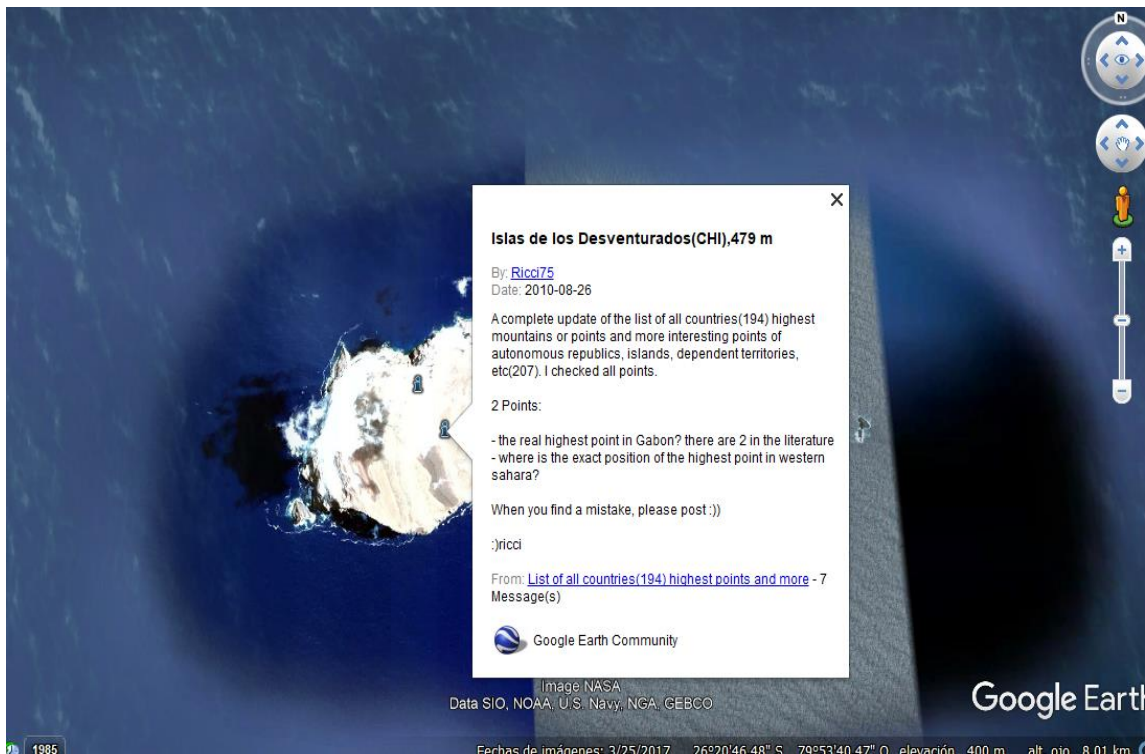 N
Islas de los Desventurados(CHI),479 m
By: Ricci75
Date: 2010-08-26
A complete update of the list of all countries(194) highest
mountains or points and more interesting points of
autonomous republics, islands, dependent territories,
etc(207). I checked all points.
2 Points:
- the real highest point in Gabon? there are 2 in the literature
- where is the exact position of the highest point in western
sahara?
When you find a mistake, please post :))
:)ricci
From: List of all countries(194) highest points and more - 7
Message(s)
Google Earth Community
Image NASA
Data SIO, NOAA, U.S. Navy, NGA, GEBCO
Google Earth
1985
Fechas de imágenes: 3/25/2017 26°20'46.48" S 79°53'40.47" O elevación 400 m alt. ojo 8.01 km